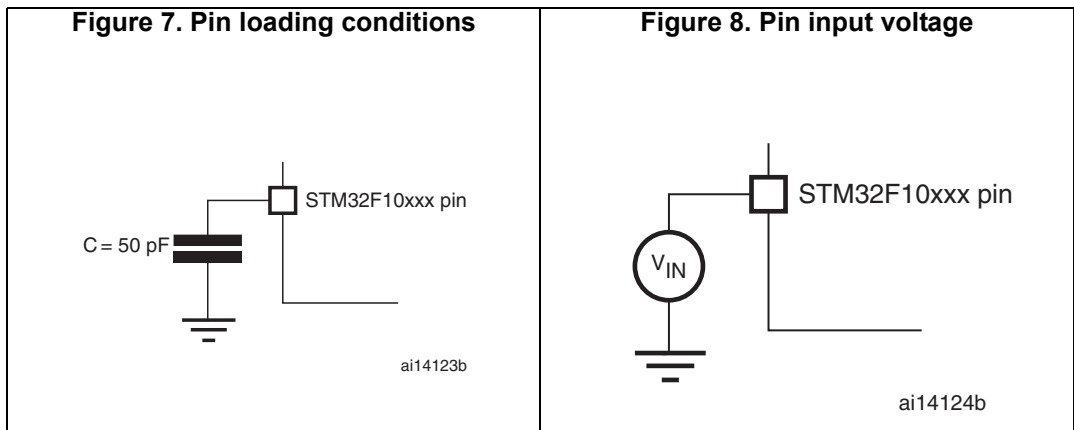 Figure 7. Pin loading conditions
STM32F10xxx pin
C = 50 pF
ai14123b
Figure 8. Pin input voltage
STM32F10xxx pin
VIN
ai14124b